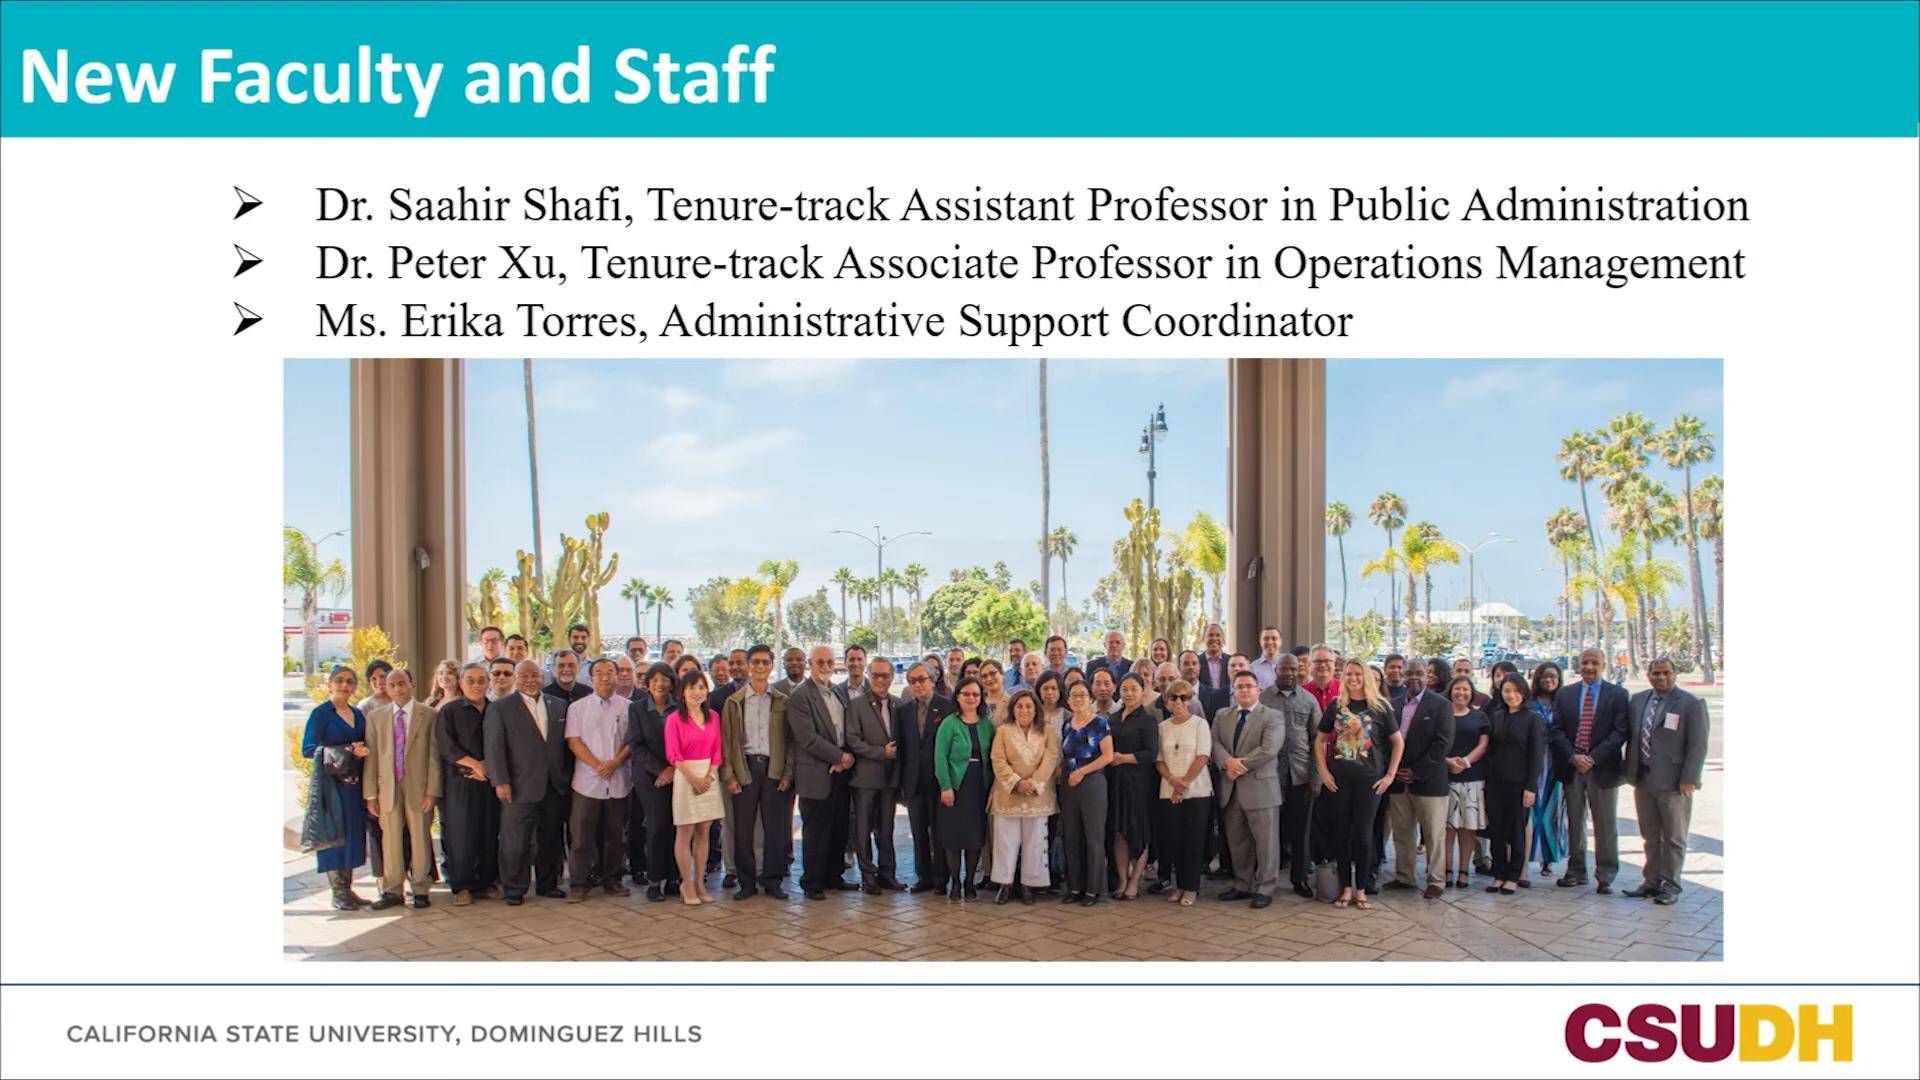 New Faculty and Staff
Dr. Saahir Shafi, Tenure-track Assistant Professor in Public Administration
Dr. Peter Xu, Tenure-track Associate Professor in Operations Management
Ms. Erika Torres, Administrative Support Coordinator
CALIFORNIA STATE UNIVERSITY, DOMINGUEZ HILLS
CSUDH